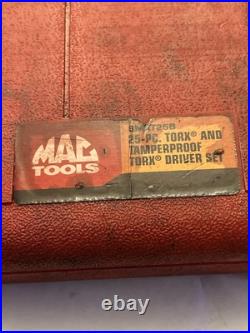 MAC
TOOLS
25-PC. TORX® AND
TAMPERPROOF
TORX® DRIVER SET